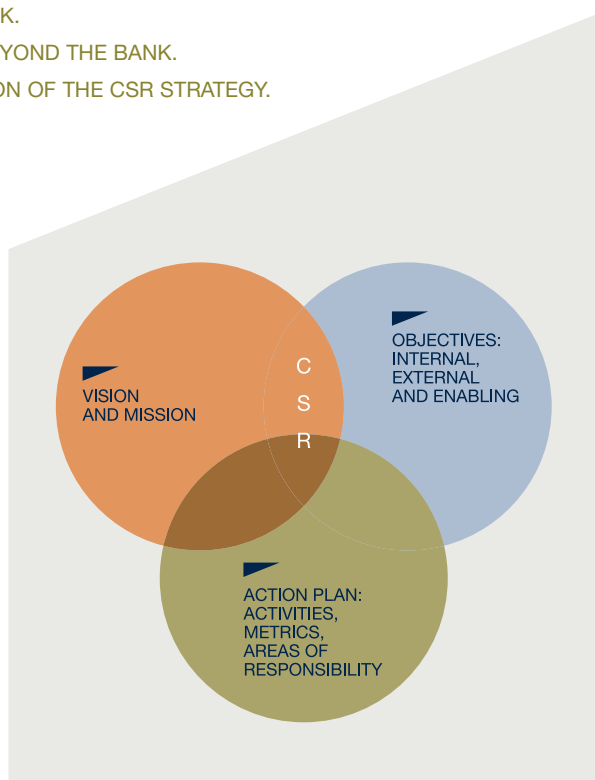 K.
YOND THE BANK.
ON OF THE CSR STRATEGY.
OBJECTIVES:
INTERNAL,
EXTERNAL
AND ENABLING
C
S
R
VISION
AND MISSION
ACTION PLAN:
ACTIVITIES,
METRICS,
AREAS OF
RESPONSIBILITY